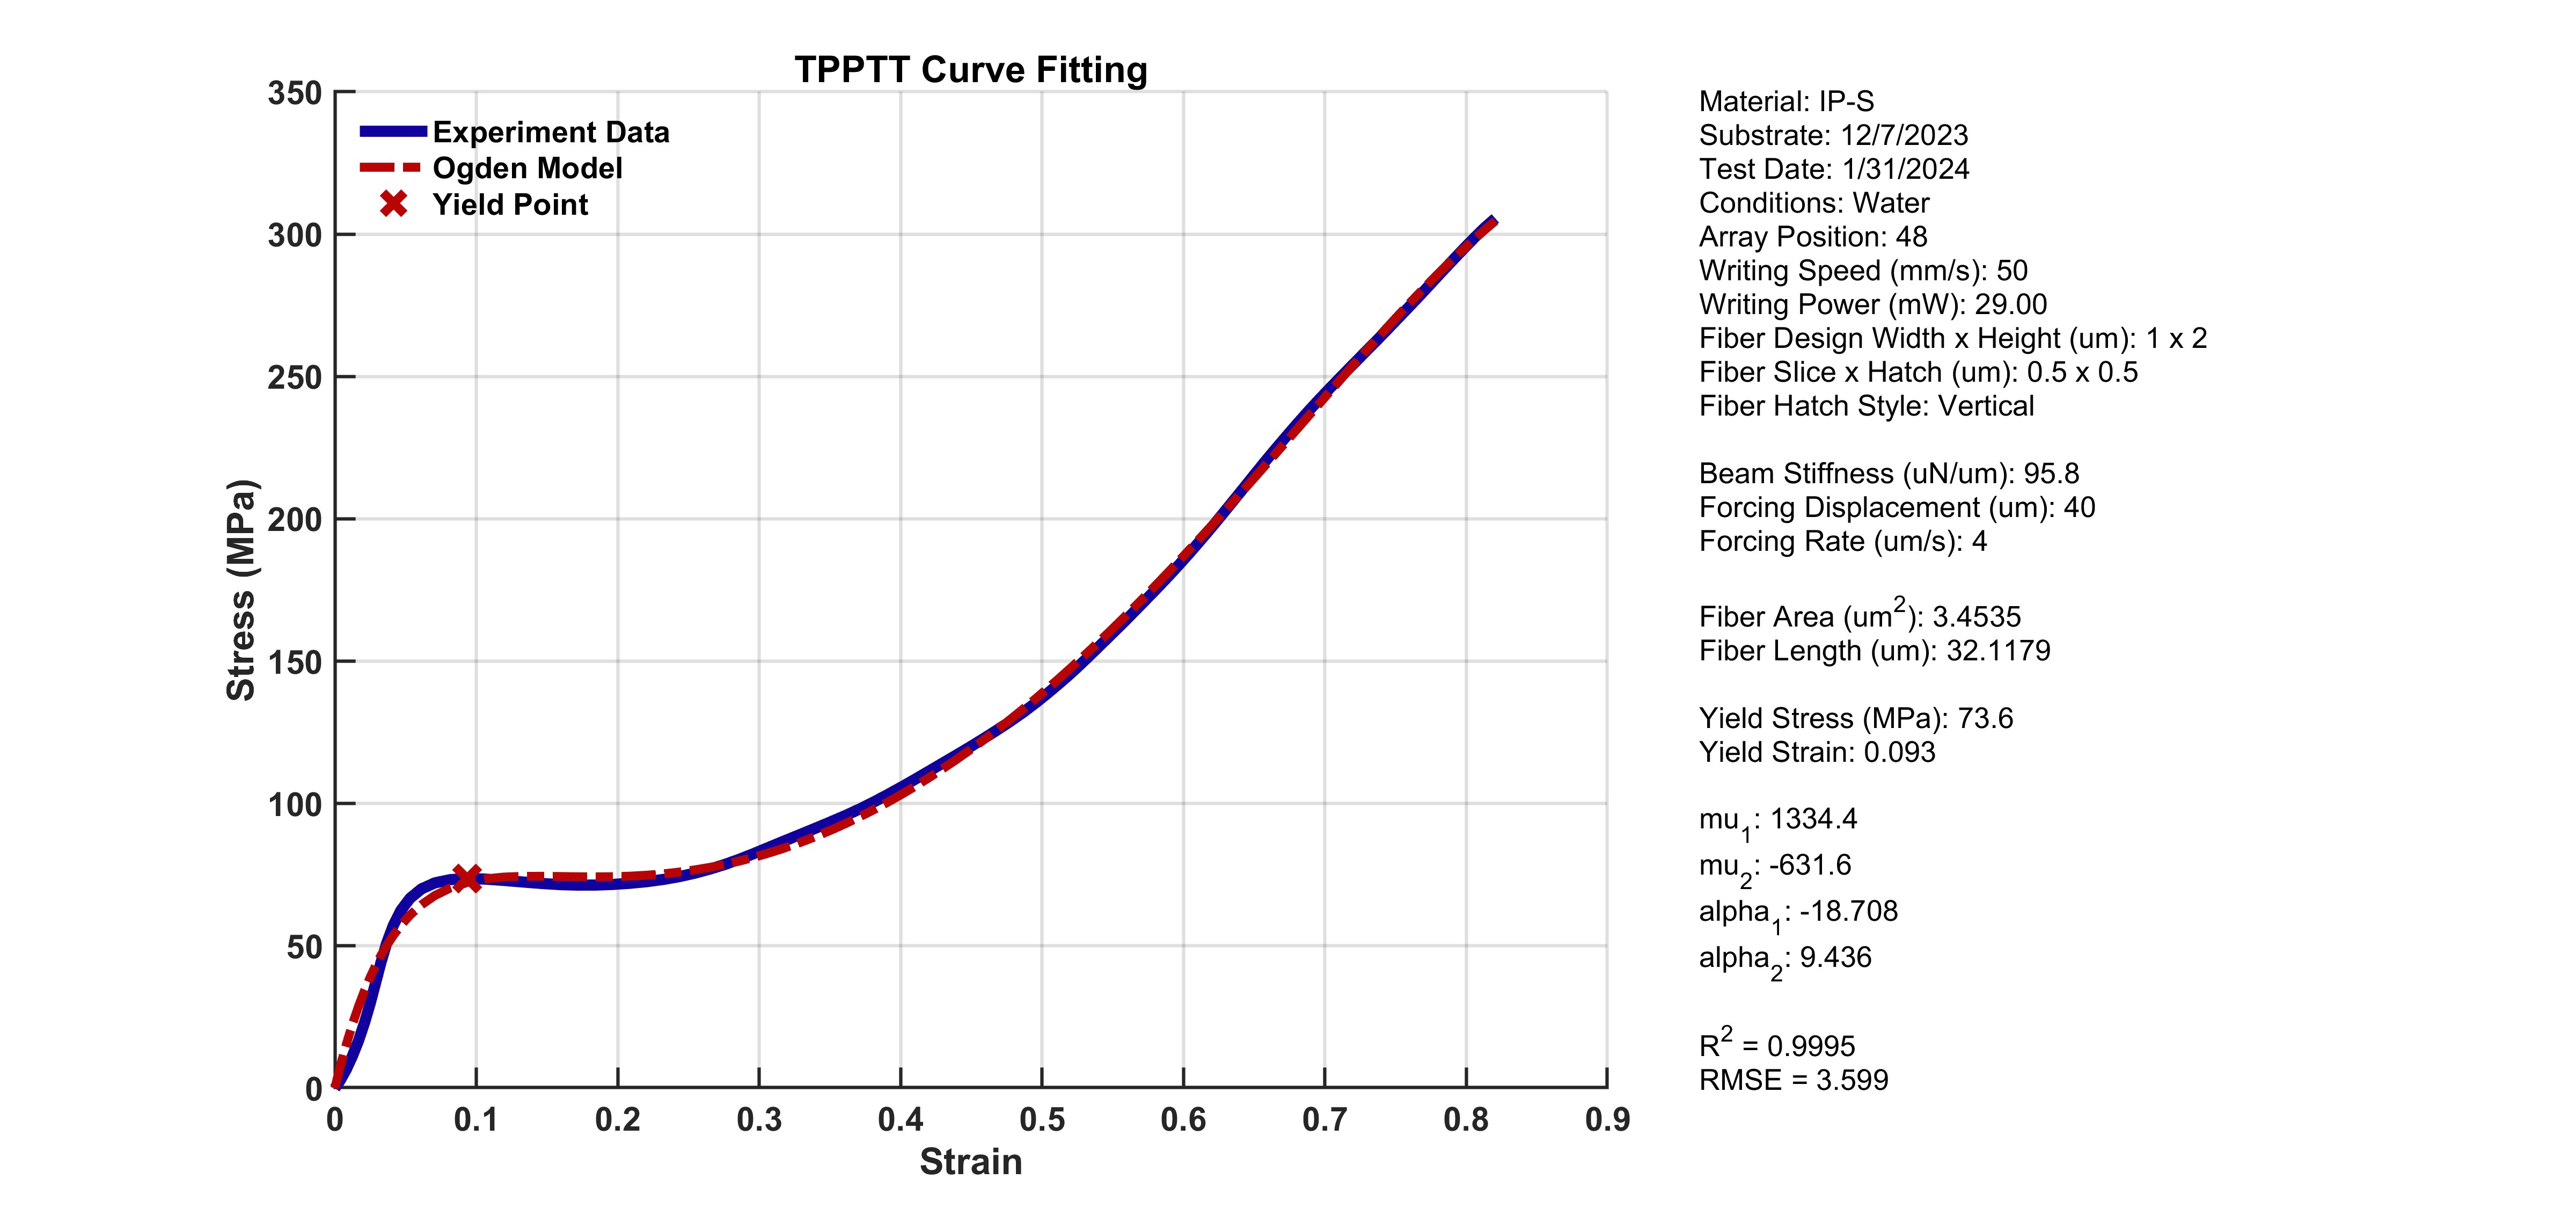 TPPTT Curve Fitting
350
300
250
200
150
100
50
0
Stress (MPa)
Experiment Data
Ogden Model
Yield Point
0 0.1 0.2 0.3 0.4 0.5 0.6 0.7 0.8 0.9
Strain
Material: IP-S
Substrate: 12/7/2023
Test Date: 1/31/2024
Conditions: Water
Array Position: 48
Writing Speed (mm/s): 50
Writing Power (mW): 29.00
Fiber Design Width x Height (um): 1 x 2
Fiber Slice x Hatch (um): 0.5 x 0.5
Fiber Hatch Style: Vertical
Beam Stiffness (uN/um): 95.8
Forcing Displacement (um): 40
Forcing Rate (um/s): 4
Fiber Area (um²): 3.4535
Fiber Length (um): 32.1179
Yield Stress (MPa): 73.6
Yield Strain: 0.093
mu₁: 1334.4
mu₂: -631.6
alpha₁: -18.708
alpha₂: 9.436
R² = 0.9995
RMSE = 3.599